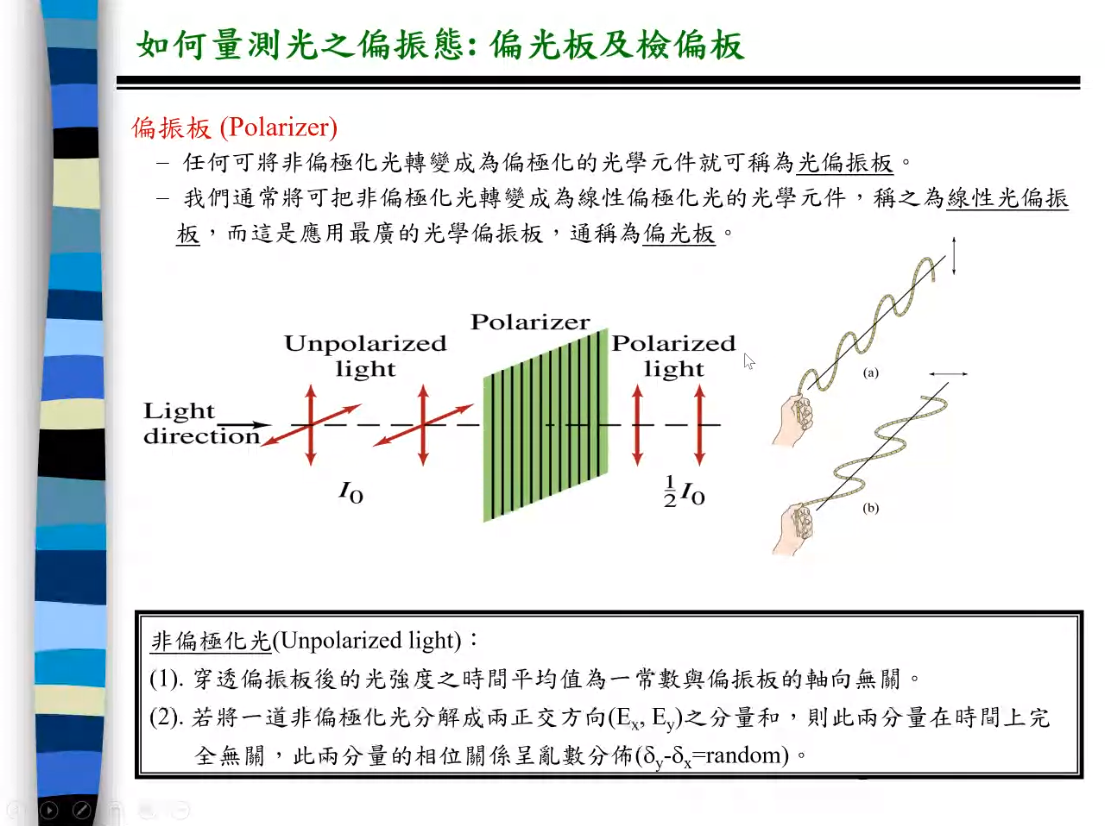 如何量測光之偏振態: 偏光板及檢偏板
偏振板 (Polarizer)
– 任何可將非偏極化光轉變成為偏極化的光學元件就可稱為光偏振板。
– 我們通常將可把非偏極化光轉變成為線性偏極化光的光學元件，稱之為線性光偏振
板，而這是應用最廣的光學偏振板，通稱為偏光板。
Polarizer
Unpolarized
light
Polarized
light
Light
direction
I0
1/2 I0
(a)
(b)
非偏極化光(Unpolarized light)：
(1). 穿透偏振板後的光強度之時間平均值為一常數與偏振板的軸向無關。
(2). 若將一道非偏極化光分解成兩正交方向(Ex, Ey)之分量和，則此兩分量在時間上完
全無關，此兩分量的相位關係呈亂數分佈(δy-δx=random)。